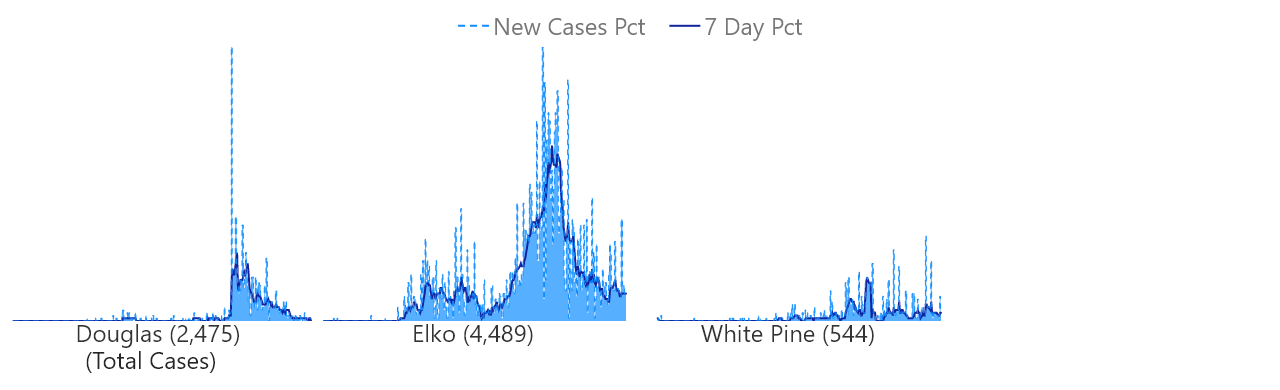 New Cases Pct 7 Day Pct
Douglas (2,475) Elko (4,489) White Pine (544)
(Total Cases)